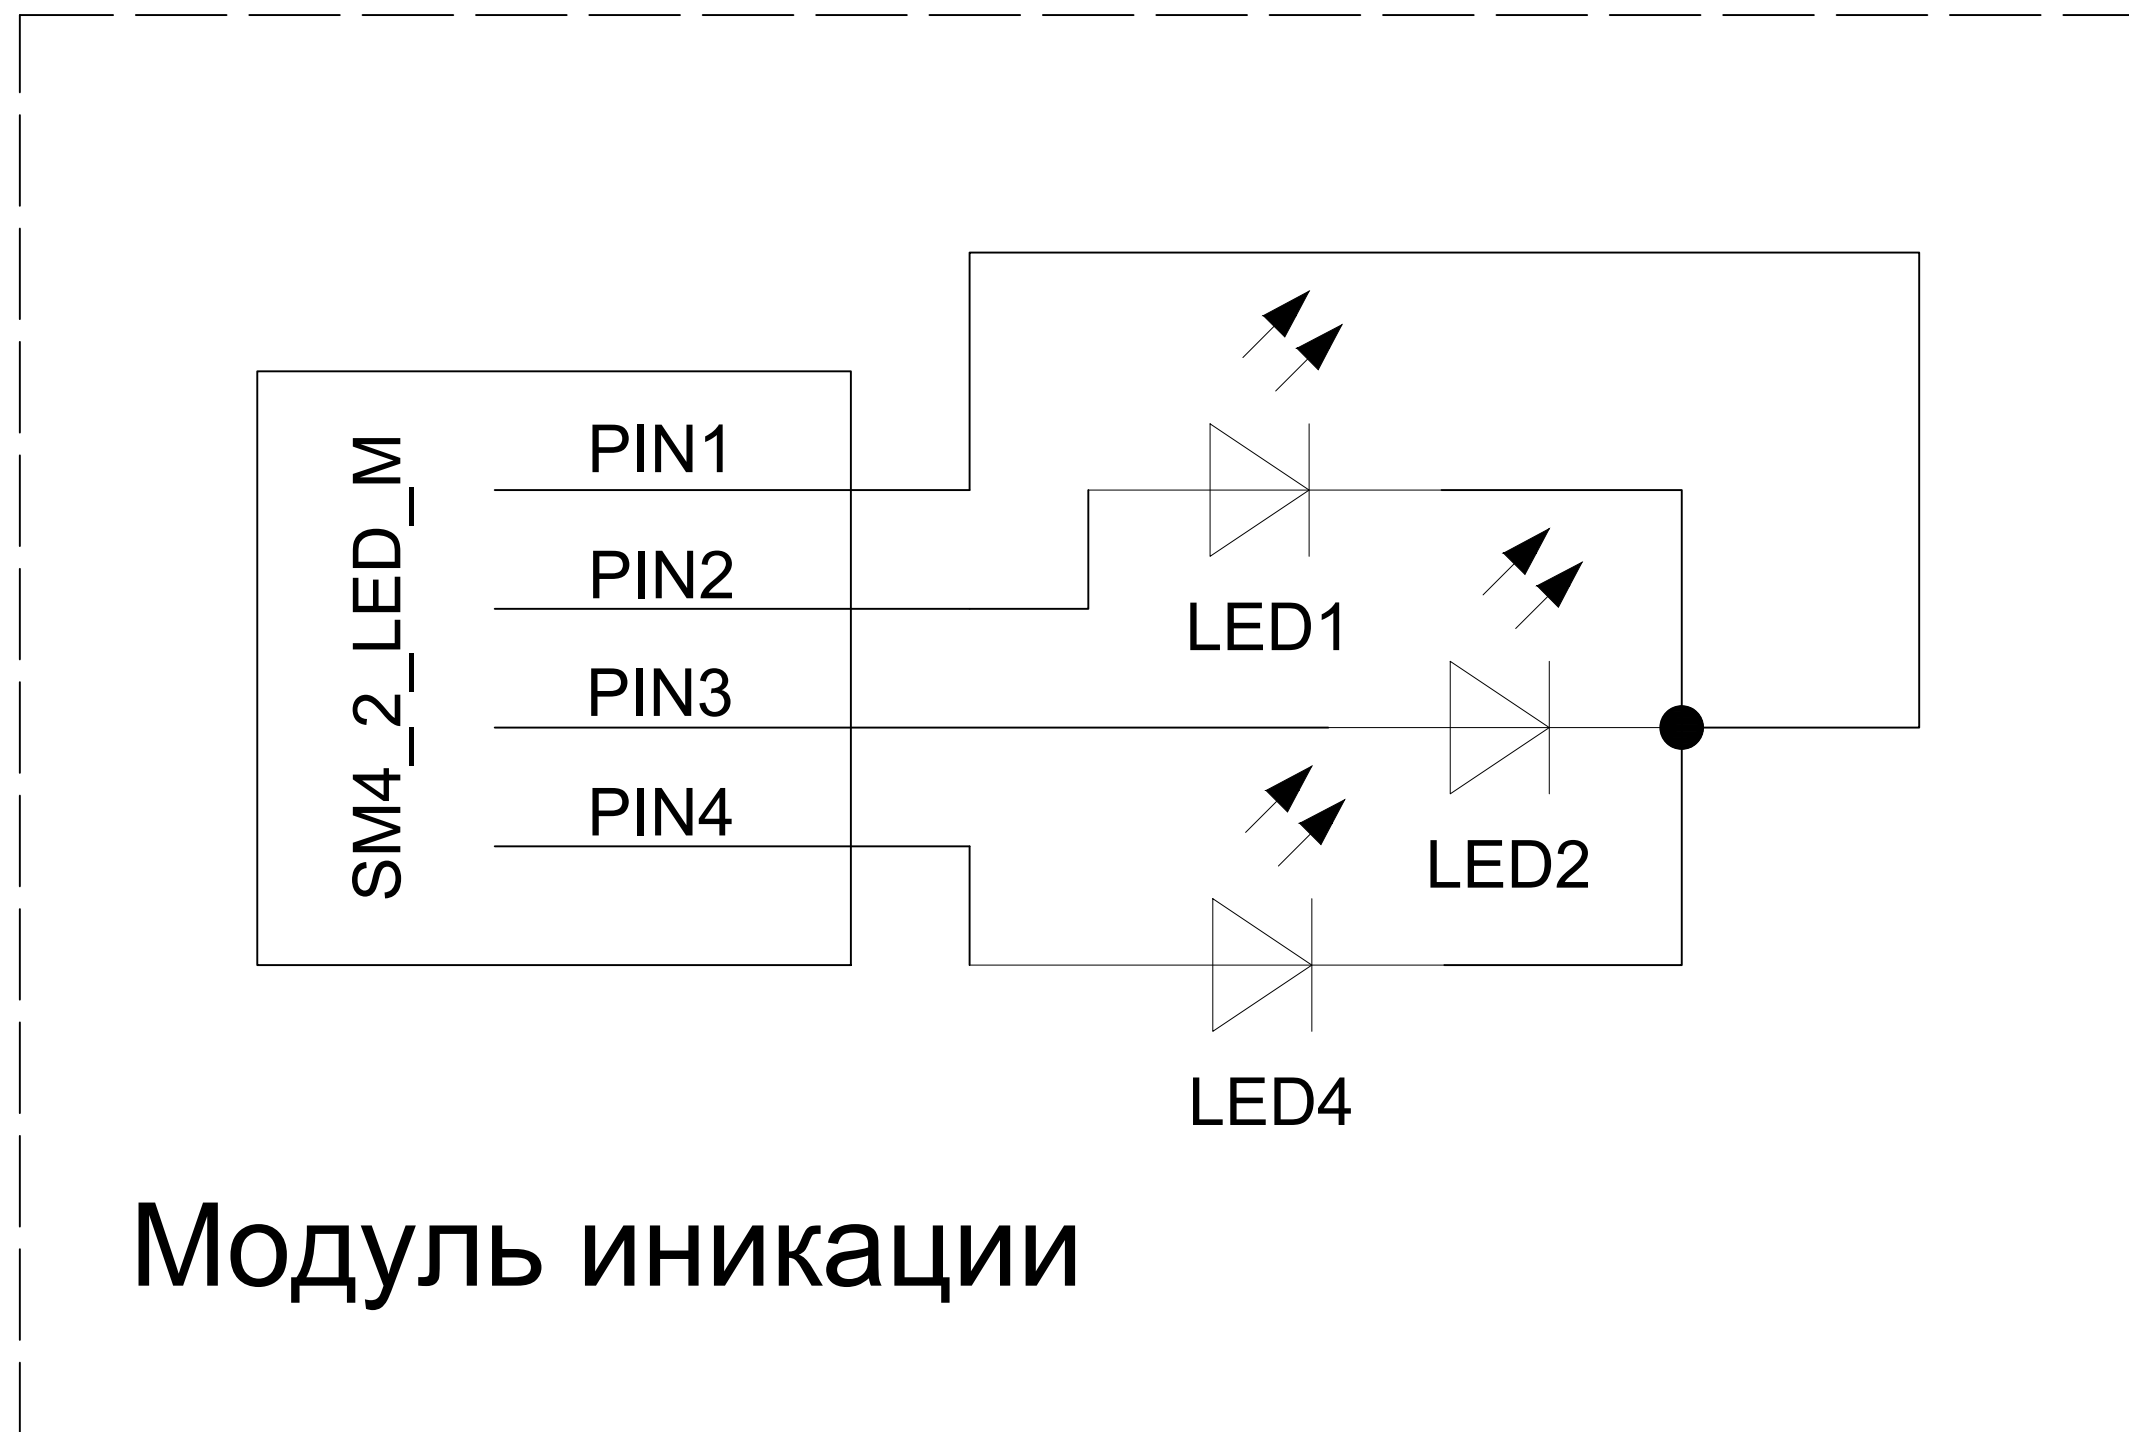 SM4_2_LED_M
PIN1
PIN2
PIN3
PIN4
LED1
LED2
LED4
Модуль иникации